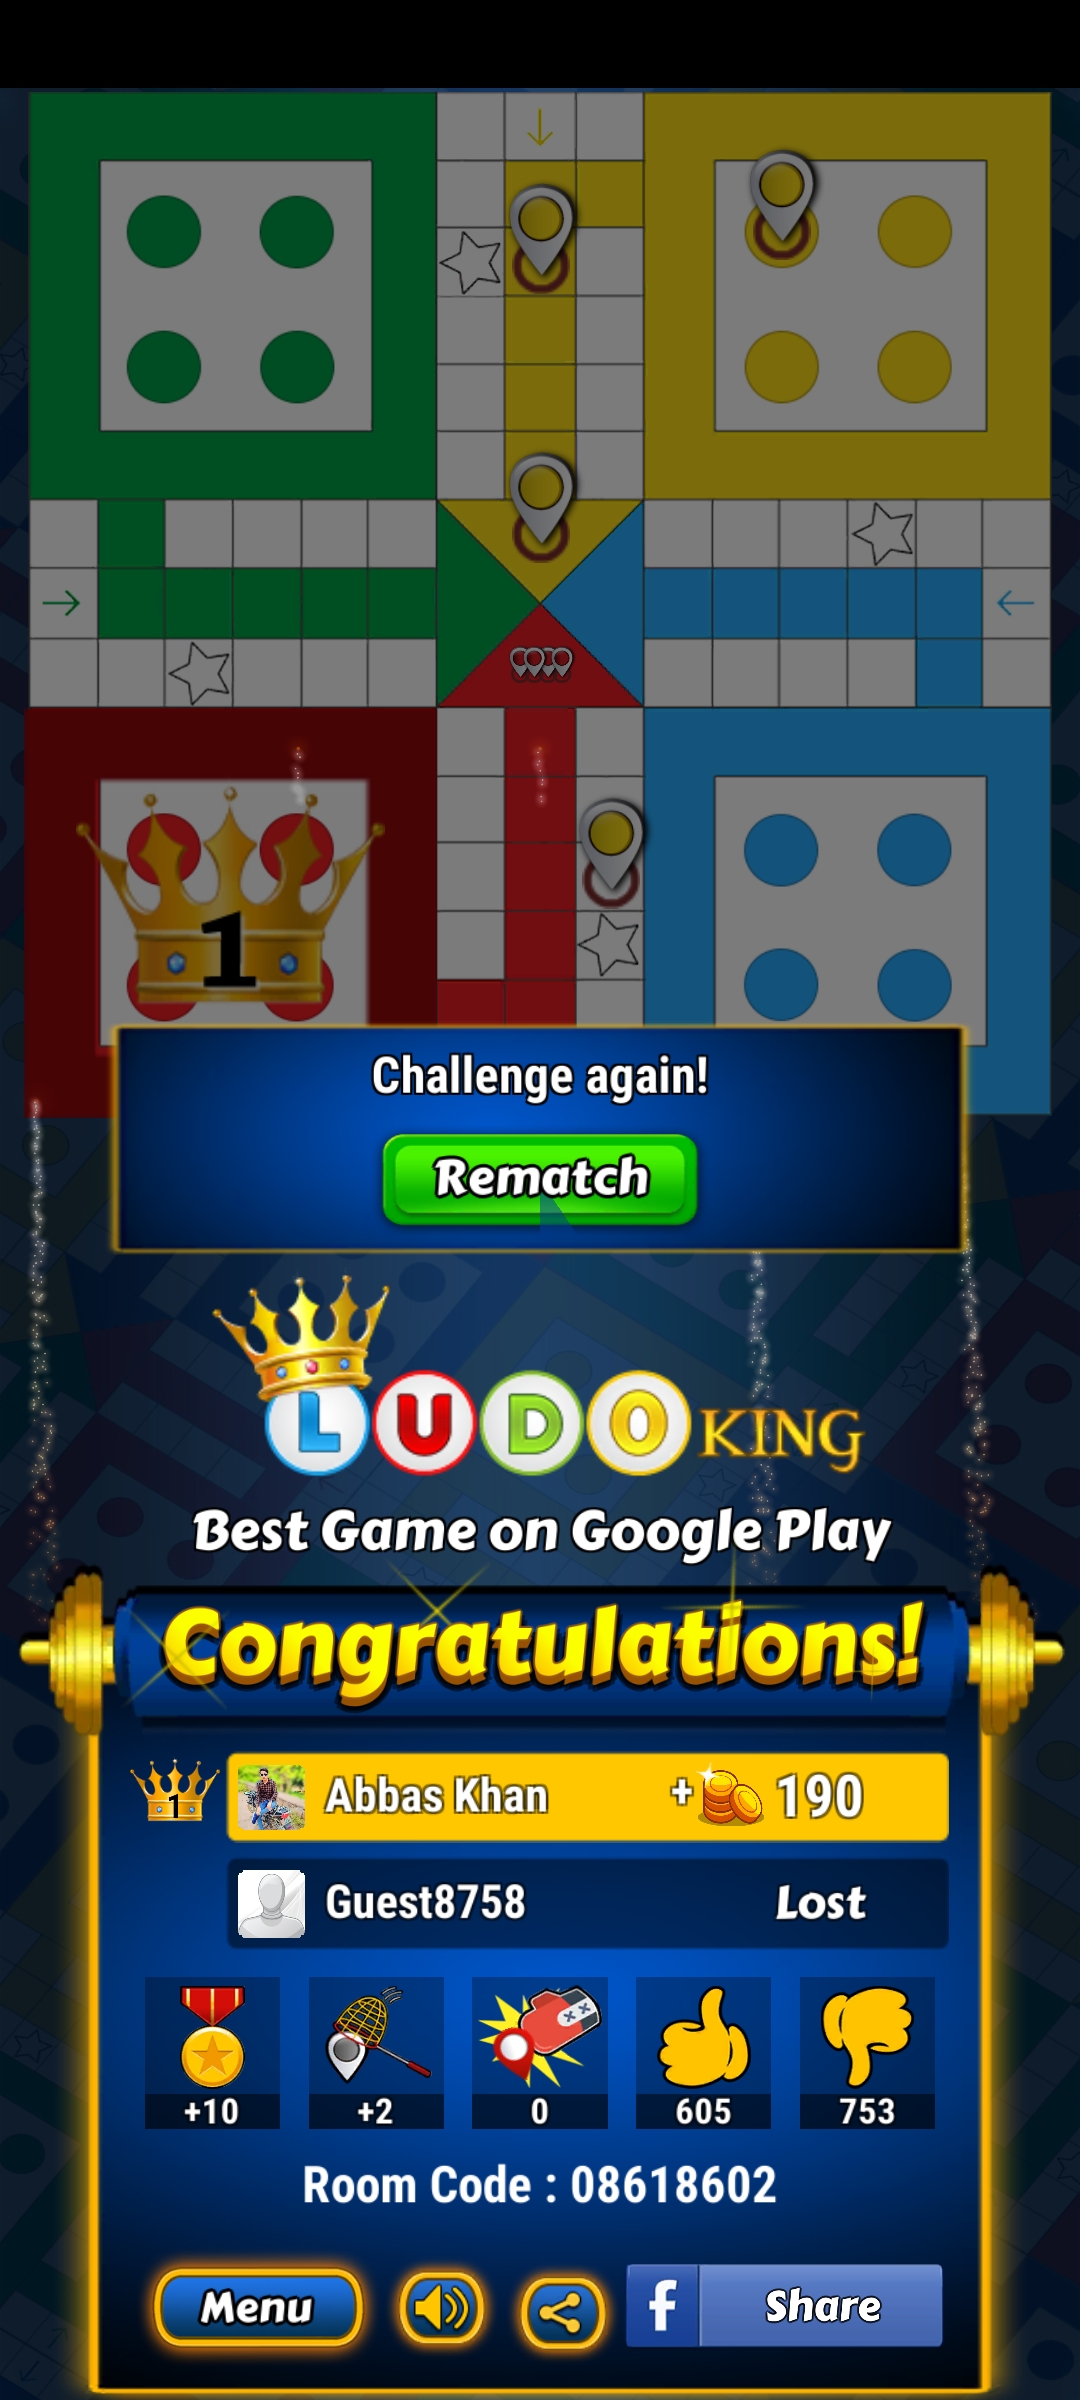 1
Challenge again!
Rematch
LUDO KING
Best Game on Google Play
Congratulations!
1 Abbas Khan + 190
Guest8758 Lost
+10 +2 0 605 753
Room Code : 08618602
Menu f Share